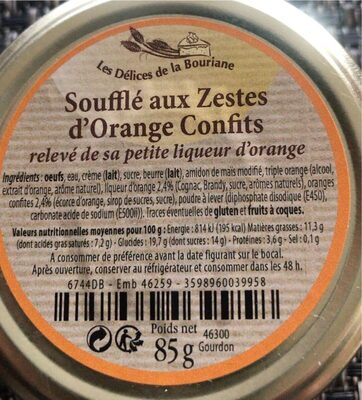 Les Délices de la Bouriane
Soufflé aux Zestes
d'Orange Confits
relevé de sa petite liqueur d'orange
Ingrédients : oeufs, eau, crème (lait), sucre, beurre (lait), amidon de maïs modifié, triple orange (alcool,
extrait d'orange, arôme naturel), liqueur orange 2,4% (Cognac, Brandy, sucre, arômes naturels), oranges
confites 2,4% (écorce d'orange, sirop de sucres, sucre), poudre à lever (diphosphate disodique (E450),
carbonate acide de sodium (E500ii)). Traces éventuelles de gluten et fruits à coques.
Valeurs nutritionnelles moyennes pour 100 g : Energie : 814 kJ (195 kcal) Matières grasses : 11,3 g
(dont acides gras saturés : 7,2 g) - Glucides : 19,7 g (dont sucres : 14 g) - Protéines : 3,6 g - Sel : 0,1 g
A consommer de préférence avant la date figurant sur le bocal.
Après ouverture, conserver au réfrigérateur et consommer dans les 48 h.
6744DB - Emb 46259 - 3598960039958
Poids net
85 g
46300
Gourdon